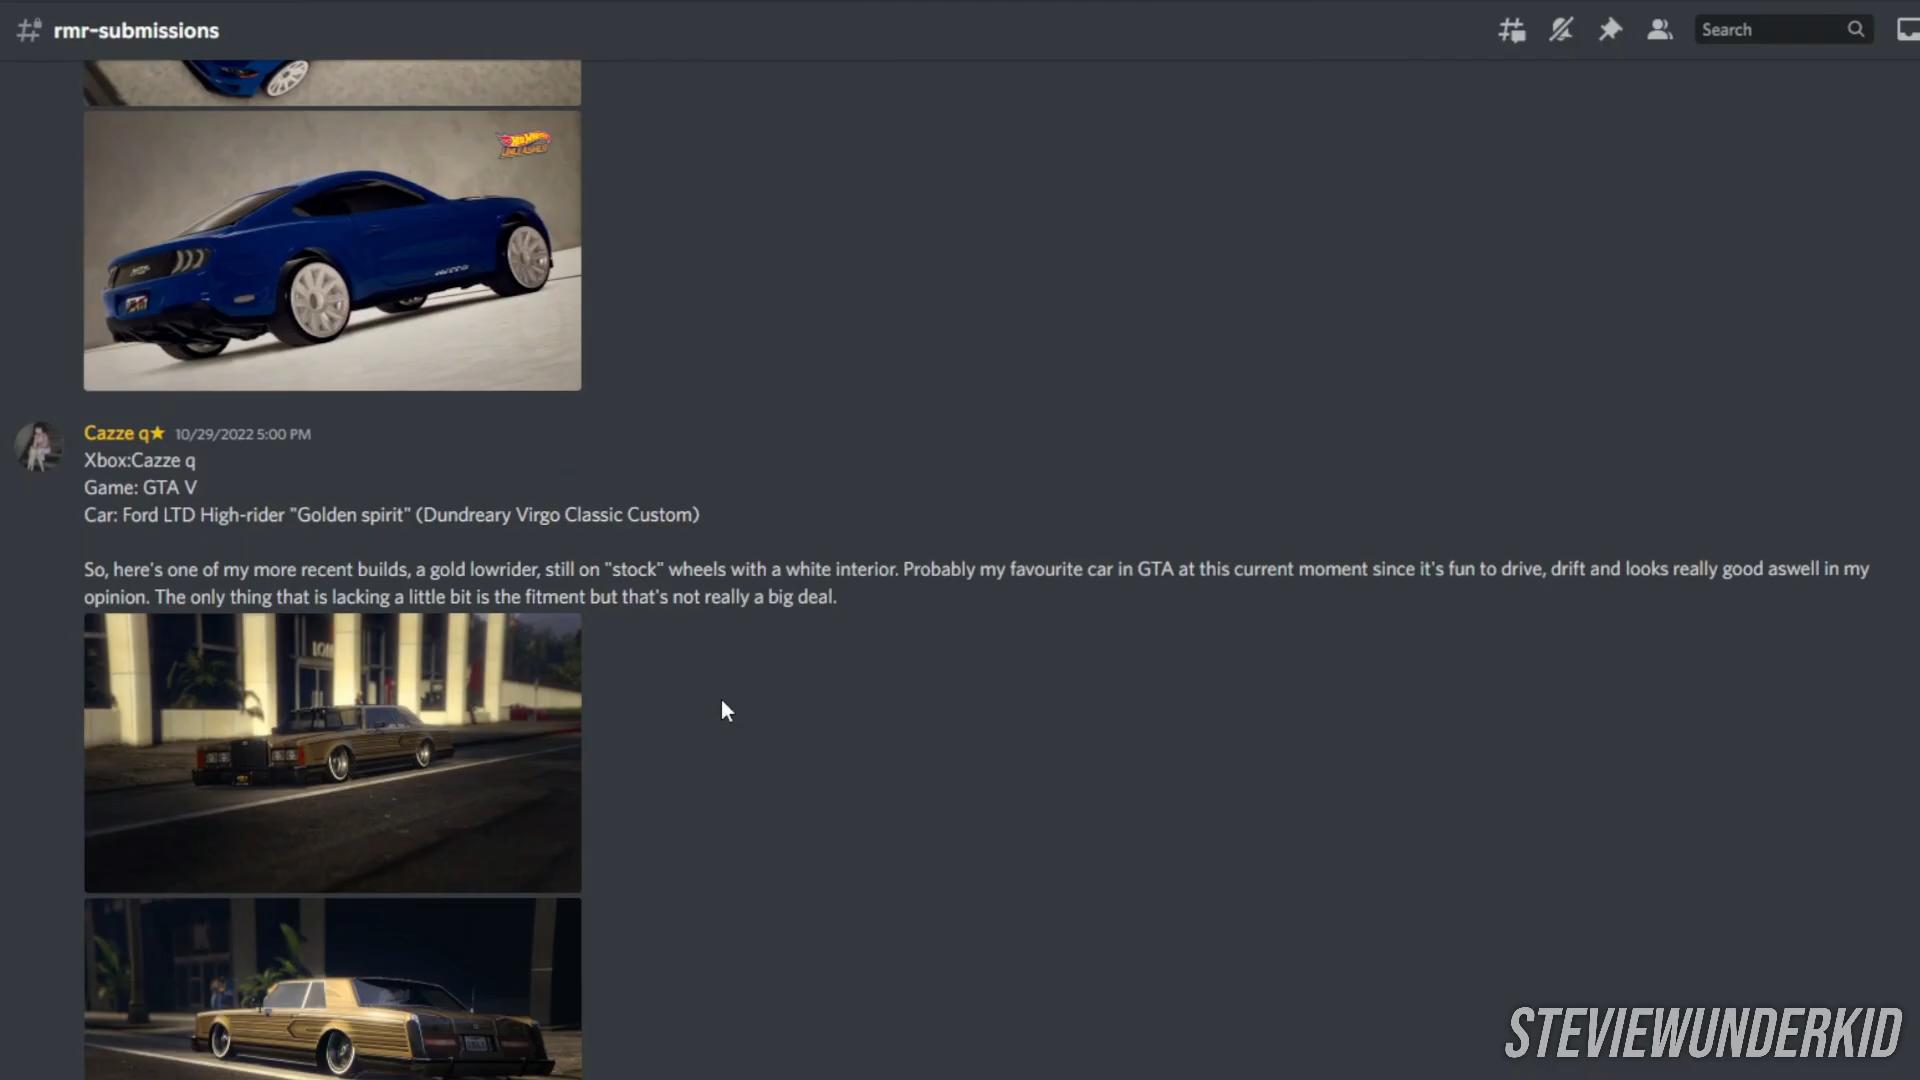 rmr-submissions
Search
HOT WHEELS
UNLEASHED
Cazze q★ 10/29/2022 5:00 PM
Xbox:Cazze q
Game: GTA V
Car: Ford LTD High-rider "Golden spirit" (Dundreary Virgo Classic Custom)
So, here's one of my more recent builds, a gold lowrider, still on "stock" wheels with a white interior. Probably my favourite car in GTA at this current moment since it's fun to drive, drift and looks really good aswell in my
opinion. The only thing that is lacking a little bit is the fitment but that's not really a big deal.
STEVIEWUNDERKID